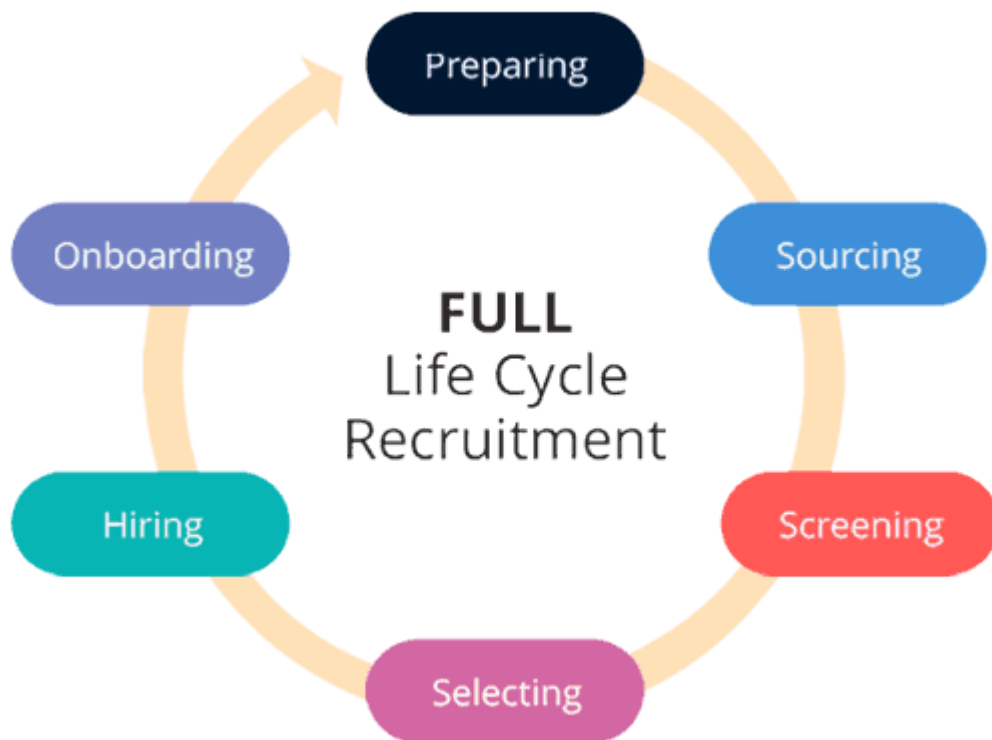 Preparing
Sourcing
Screening
Selecting
Hiring
Onboarding
FULL
Life Cycle
Recruitment